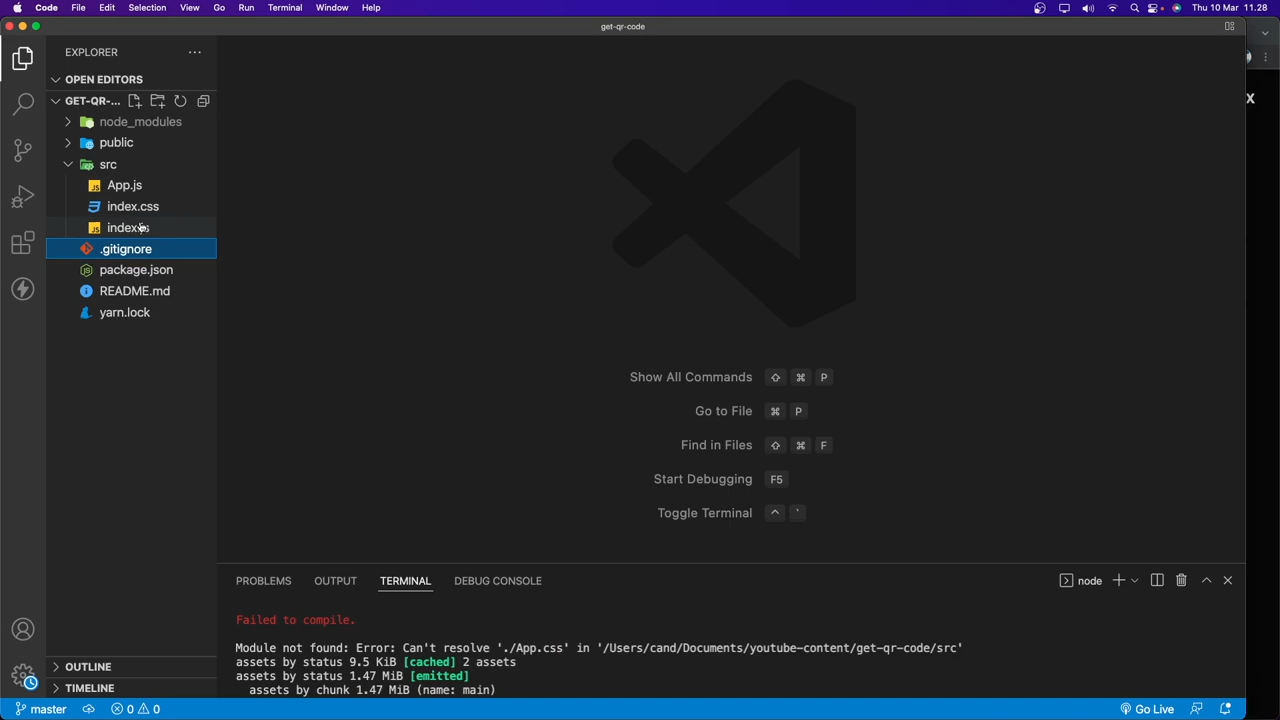 Code File Edit Selection View Go Run Terminal Window Help Thu 10 Mar 11.28
get-qr-code
EXPLORER
OPEN EDITORS
GET-QR-...
node_modules
public
src
App.js
index.css
index.js
.gitignore
package.json
README.md
yarn.lock
Show All Commands ⇧ ⌘ P
Go to File ⌘ P
Find in Files ⇧ ⌘ F
Start Debugging F5
Toggle Terminal ^ `
PROBLEMS OUTPUT TERMINAL DEBUG CONSOLE node
Failed to compile.
Module not found: Error: Can't resolve './App.css' in '/Users/cand/Documents/youtube-content/get-qr-code/src'
assets by status 9.5 KiB [cached] 2 assets
assets by status 1.47 MiB [emitted]
assets by chunk 1.47 MiB (name: main)
OUTLINE
TIMELINE
master 0 0 Go Live
X